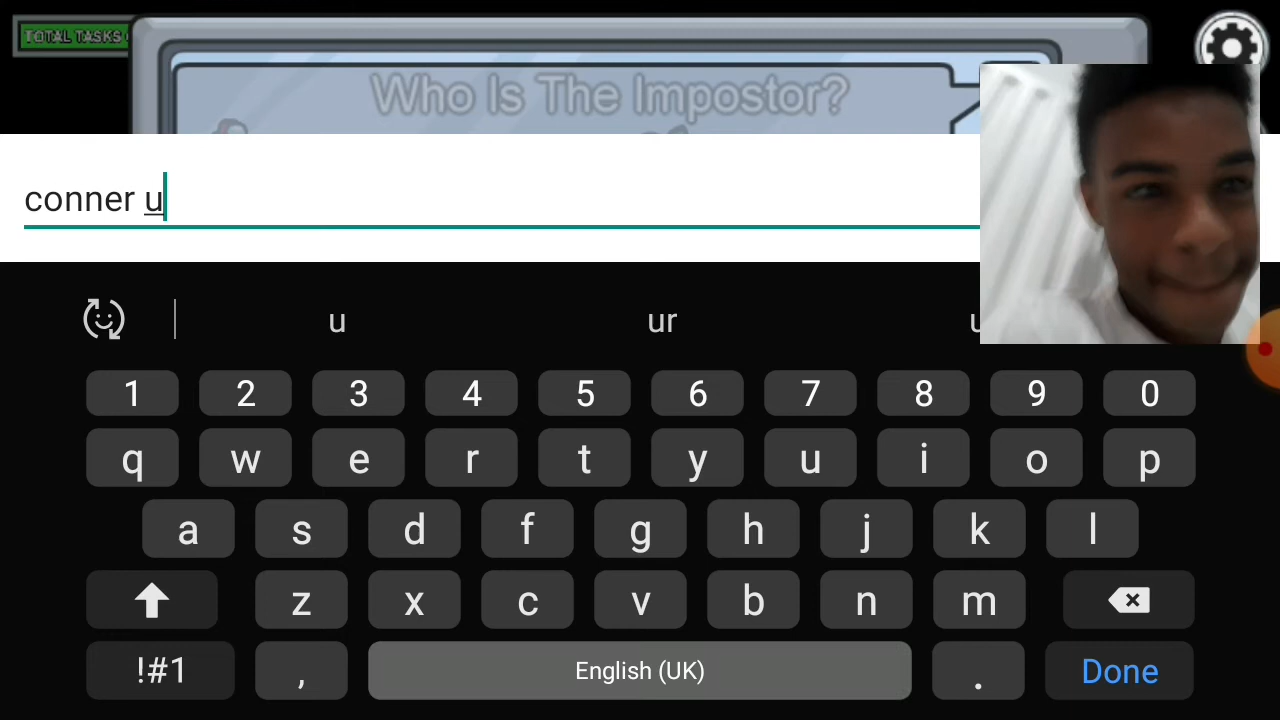 TOTAL TASKS
Who Is The Impostor?
conner u
u ur u
1 2 3 4 5 6 7 8 9 0
q w e r t y u i o p
a s d f g h j k l
z x c v b n m
!#1 , English (UK) . Done